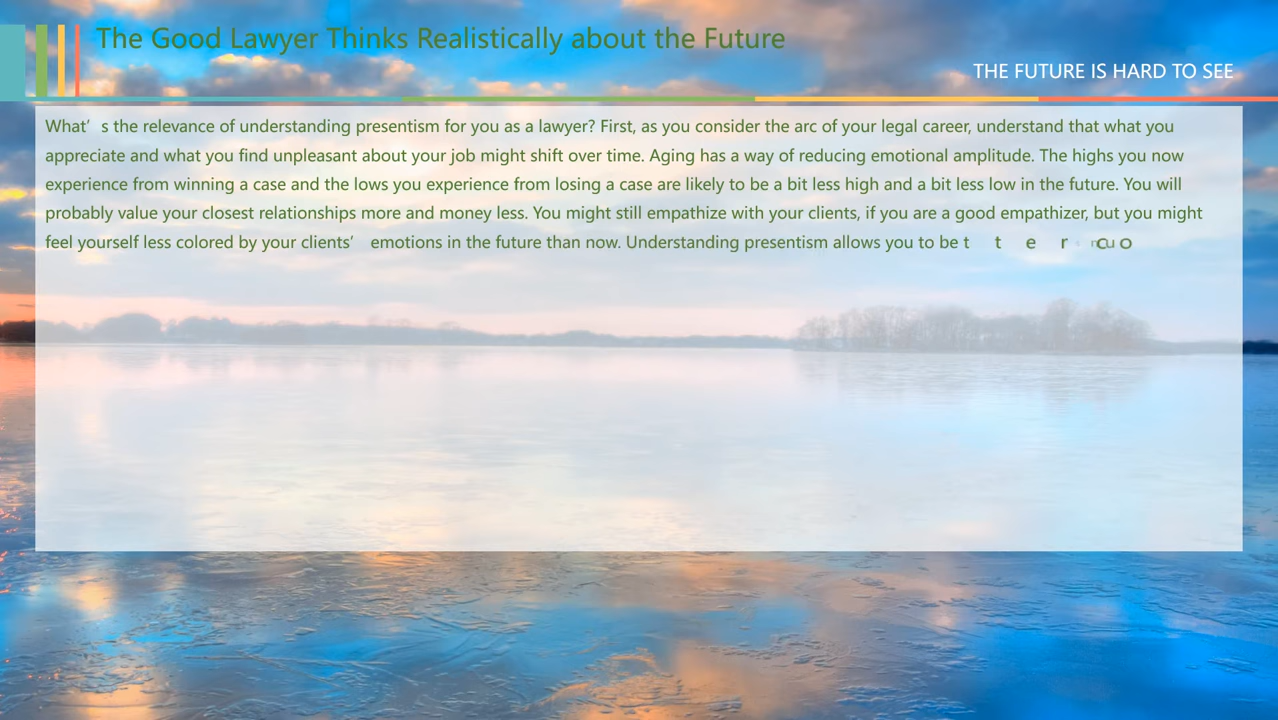 The Good Lawyer Thinks Realistically about the Future
THE FUTURE IS HARD TO SEE
What’ s the relevance of understanding presentism for you as a lawyer? First, as you consider the arc of your legal career, understand that what you
appreciate and what you find unpleasant about your job might shift over time. Aging has a way of reducing emotional amplitude. The highs you now
experience from winning a case and the lows you experience from losing a case are likely to be a bit less high and a bit less low in the future. You will
probably value your closest relationships more and money less. You might still empathize with your clients, if you are a good empathizer, but you might
feel yourself less colored by your clients’ emotions in the future than now. Understanding presentism allows you to be t t e r